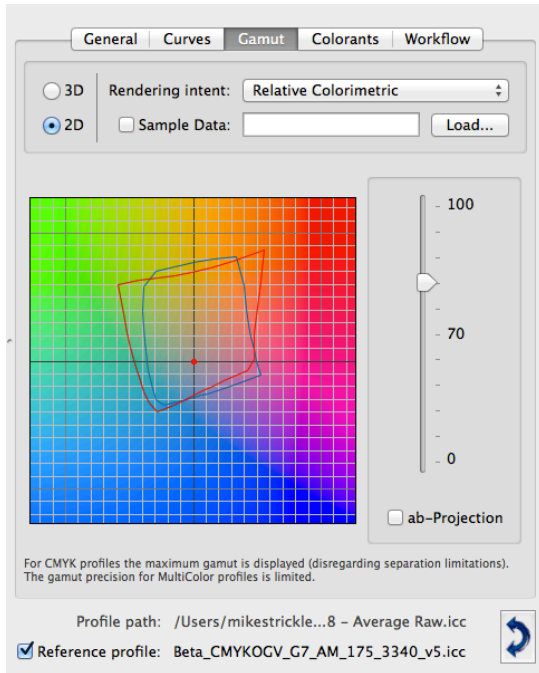 General Curves Gamut Colorants Workflow
3D Rendering intent: Relative Colorimetric
2D Sample Data: Load...
100
70
0
ab-Projection
For CMYK profiles the maximum gamut is displayed (disregarding separation limitations).
The gamut precision for MultiColor profiles is limited.
Profile path: /Users/mikestrickle...8 – Average Raw.icc
Reference profile: Beta_CMYKOGV_G7_AM_175_3340_v5.icc